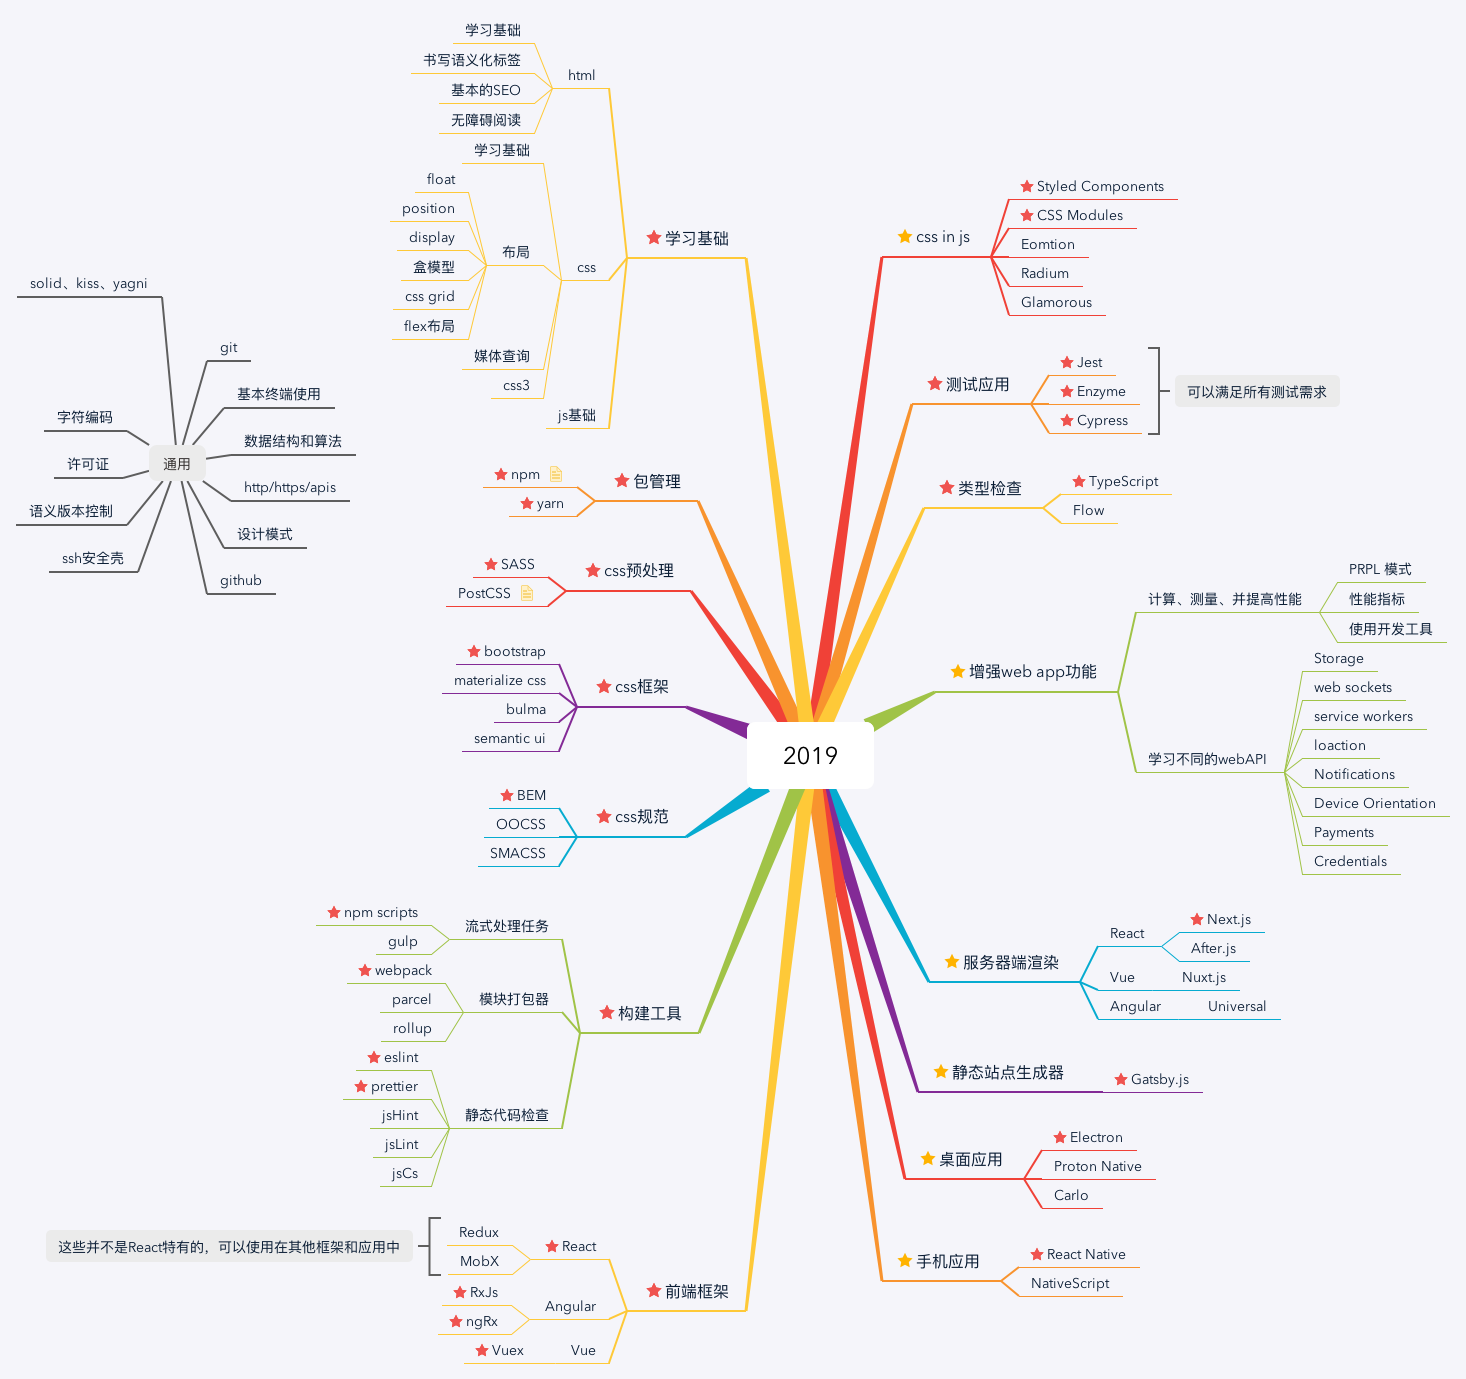 2019
学习基础
html
学习基础
书写语义化标签
基本的SEO
无障碍阅读
css
学习基础
布局
float
position
display
盒模型
css grid
flex布局
媒体查询
css3
js基础
包管理
npm
yarn
css预处理
SASS
PostCSS
css框架
bootstrap
materialize css
bulma
semantic ui
css规范
BEM
OOCSS
SMACSS
构建工具
流式处理任务
npm scripts
gulp
模块打包器
webpack
parcel
rollup
静态代码检查
eslint
prettier
jsHint
jsLint
jsCs
前端框架
React
Redux
MobX
这些并不是React特有的，可以使用在其他框架和应用中
Angular
RxJs
ngRx
Vue
Vuex
css in js
Styled Components
CSS Modules
Eomtion
Radium
Glamorous
测试应用
Jest
Enzyme
Cypress
可以满足所有测试需求
类型检查
TypeScript
Flow
增强web app功能
计算、测量、并提高性能
PRPL 模式
性能指标
使用开发工具
学习不同的webAPI
Storage
web sockets
service workers
loaction
Notifications
Device Orientation
Payments
Credentials
服务器端渲染
React
Next.js
After.js
Vue
Nuxt.js
Angular
Universal
静态站点生成器
Gatsby.js
桌面应用
Electron
Proton Native
Carlo
手机应用
React Native
NativeScript
通用
solid、kiss、yagni
git
基本终端使用
数据结构和算法
http/https/apis
设计模式
github
字符编码
许可证
语义版本控制
ssh安全壳